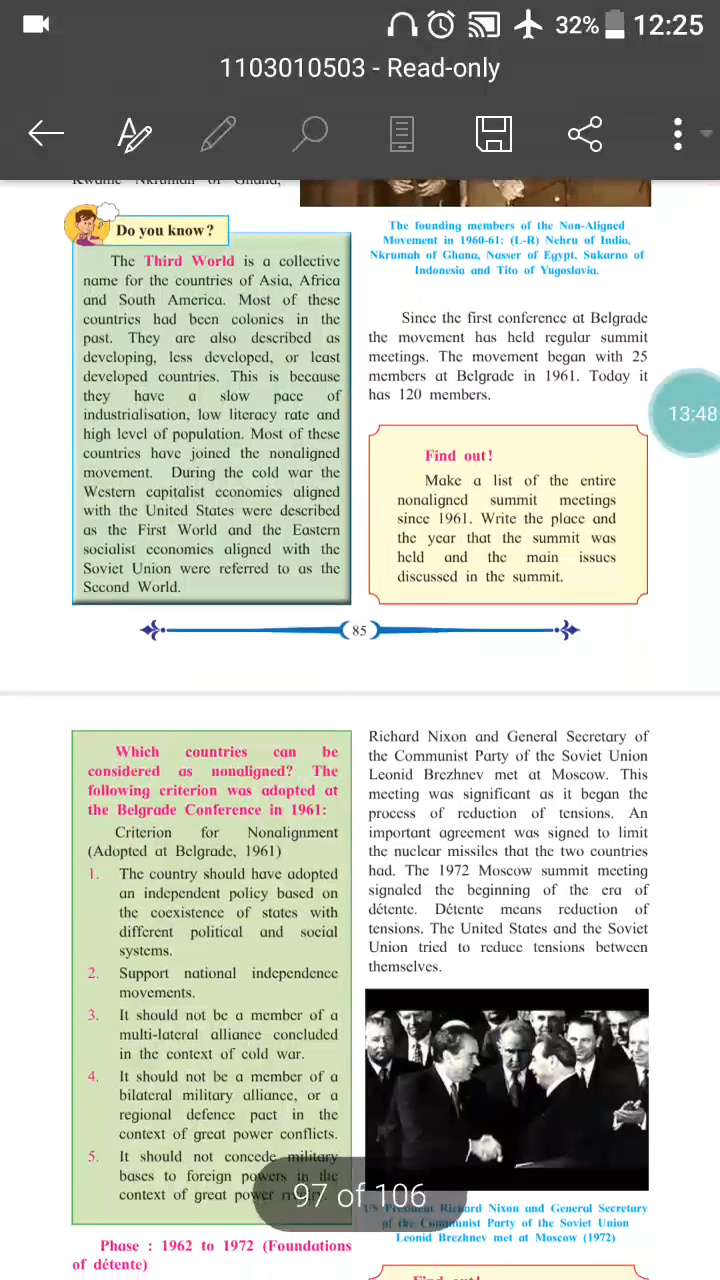 32% 12:25
1103010503 - Read-only
Kwame Nkrumah of Ghana,
Do you know?
The Third World is a collective
name for the countries of Asia, Africa
and South America. Most of these
countries had been colonies in the
past. They are also described as
developing, less developed, or least
developed countries. This is because
they have a slow pace of
industrialisation, low literacy rate and
high level of population. Most of these
countries have joined the nonaligned
movement. During the cold war the
Western capitalist economies aligned
with the United States were described
as the First World and the Eastern
socialist economies aligned with the
Soviet Union were referred to as the
Second World.
The founding members of the Non-Aligned
Movement in 1960-61: (L-R) Nehru of India,
Nkrumah of Ghana, Nasser of Egypt, Sukarno of
Indonesia and Tito of Yugoslavia.
Since the first conference at Belgrade
the movement has held regular summit
meetings. The movement began with 25
members at Belgrade in 1961. Today it
has 120 members.
13:48
Find out!
Make a list of the entire
nonaligned summit meetings
since 1961. Write the place and
the year that the summit was
held and the main issues
discussed in the summit.
85
Which countries can be
considered as nonaligned? The
following criterion was adopted at
the Belgrade Conference in 1961:
Criterion for Nonalignment
(Adopted at Belgrade, 1961)
1. The country should have adopted
an independent policy based on
the coexistence of states with
different political and social
systems.
2. Support national independence
movements.
3. It should not be a member of a
multi-lateral alliance concluded
in the context of cold war.
4. It should not be a member of a
bilateral military alliance, or a
regional defence pact in the
context of great power conflicts.
5. It should not concede military
bases to foreign powers in the
context of great power rivalry.
Phase : 1962 to 1972 (Foundations
of détente)
Richard Nixon and General Secretary of
the Communist Party of the Soviet Union
Leonid Brezhnev met at Moscow. This
meeting was significant as it began the
process of reduction of tensions. An
important agreement was signed to limit
the nuclear missiles that the two countries
had. The 1972 Moscow summit meeting
signaled the beginning of the era of
détente. Détente means reduction of
tensions. The United States and the Soviet
Union tried to reduce tensions between
themselves.
97 of 106
US President Richard Nixon and General Secretary
of the Communist Party of the Soviet Union
Leonid Brezhnev met at Moscow (1972)
Find out!